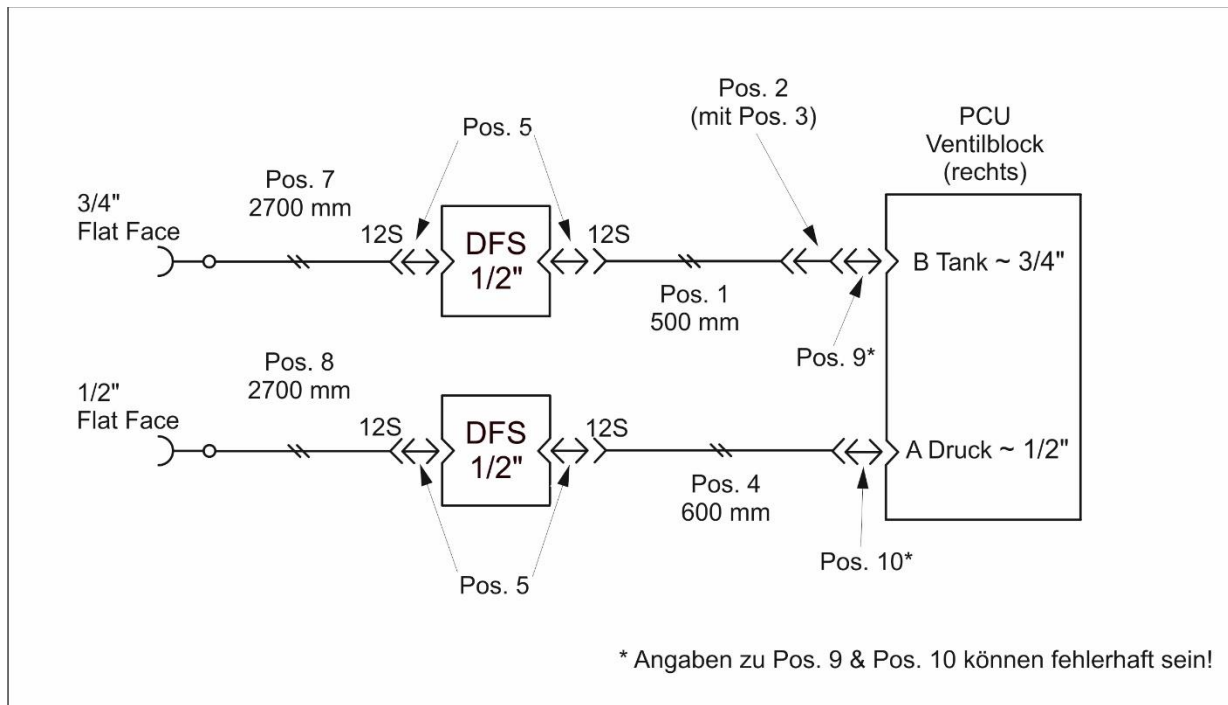 Pos. 2
(mit Pos. 3)
PCU
Ventilblock
(rechts)
Pos. 5
Pos. 7
2700 mm
3/4"
Flat Face
12S
DFS
1/2"
12S
B Tank ~ 3/4"
Pos. 1
500 mm
Pos. 9*
Pos. 8
2700 mm
1/2"
Flat Face
12S
DFS
1/2"
12S
A Druck ~ 1/2"
Pos. 4
600 mm
Pos. 10*
Pos. 5
* Angaben zu Pos. 9 & Pos. 10 können fehlerhaft sein!